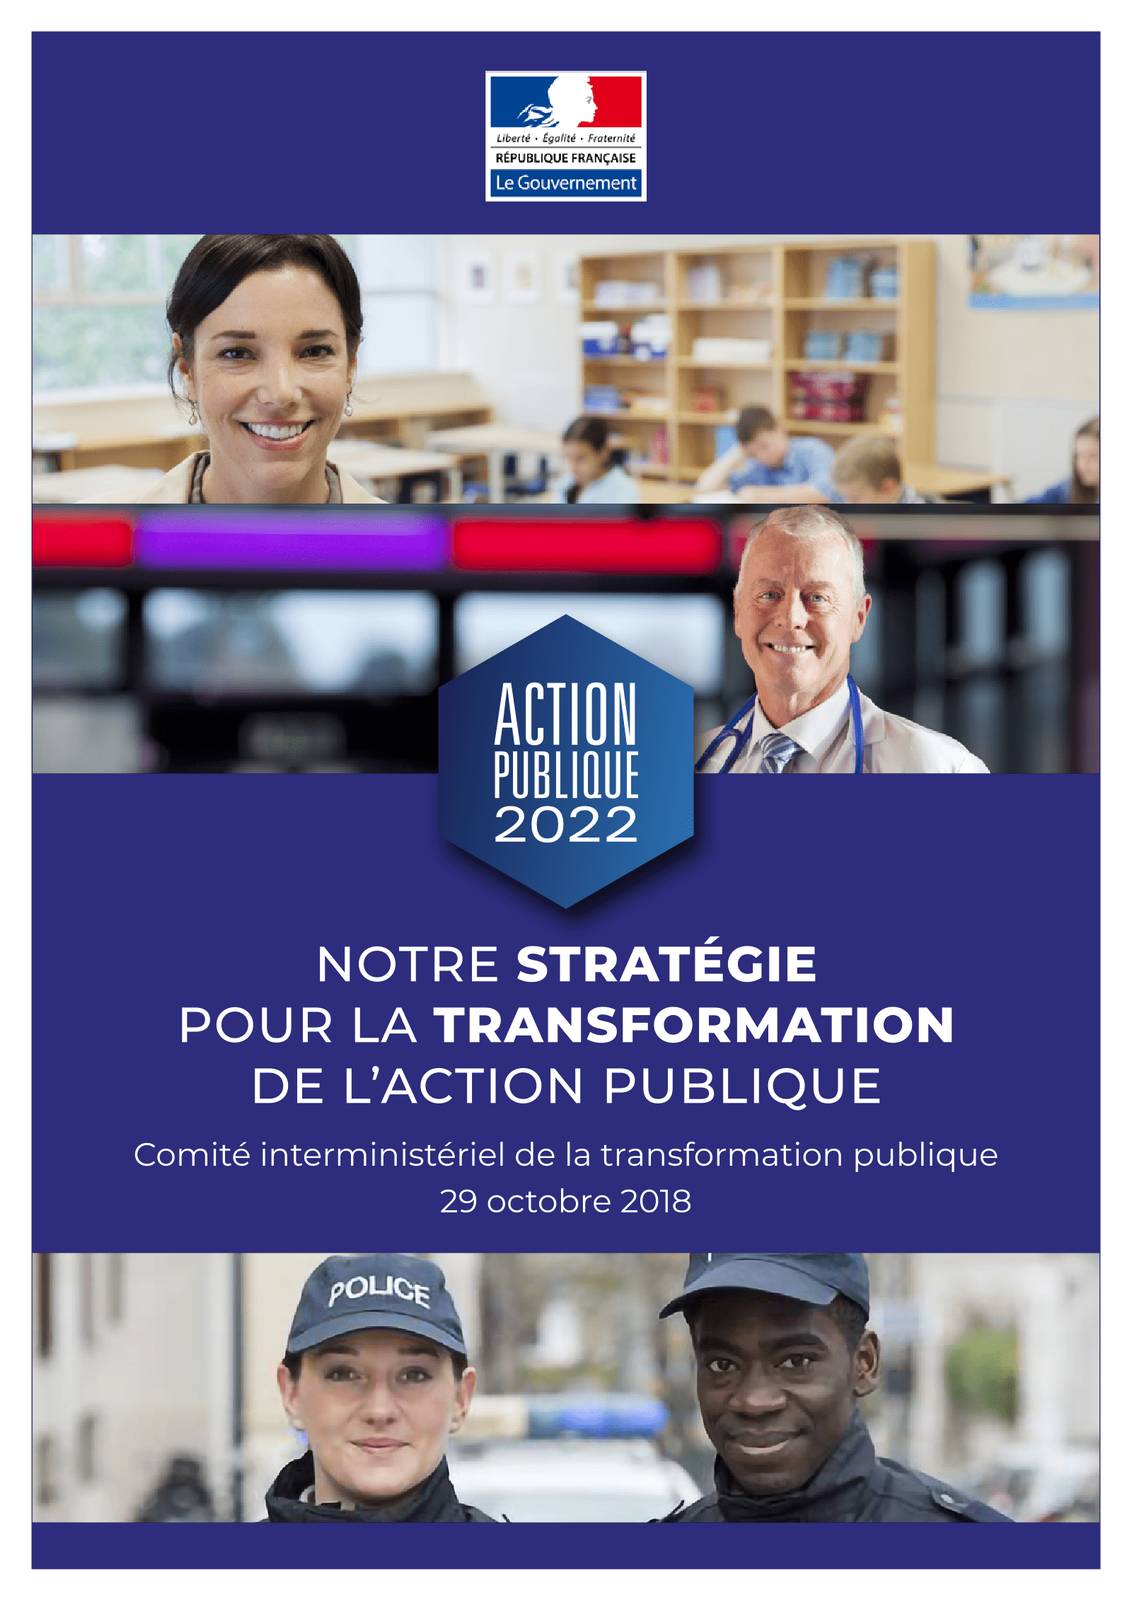 Liberté • Égalité • Fraternité
RÉPUBLIQUE FRANÇAISE
Le Gouvernement
ACTION
PUBLIQUE
2022
NOTRE STRATÉGIE
POUR LA TRANSFORMATION
DE L’ACTION PUBLIQUE
Comité interministériel de la transformation publique
29 octobre 2018
POLICE